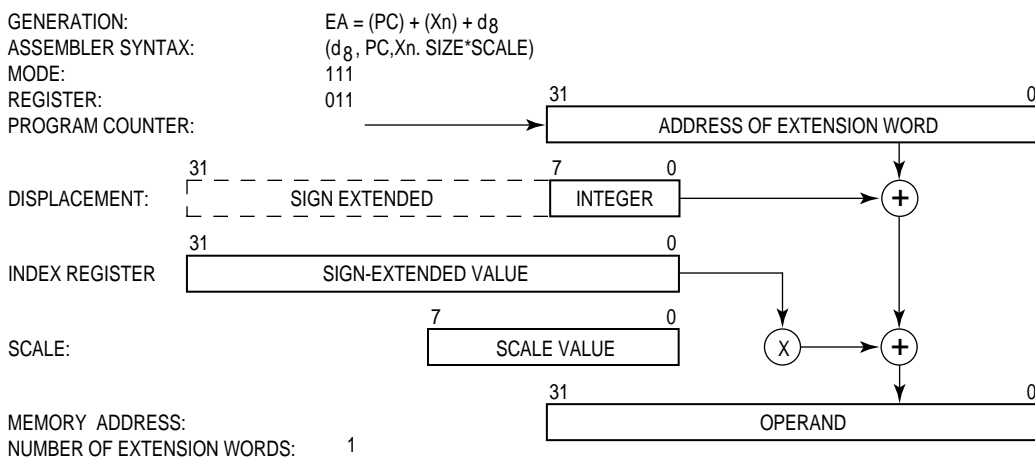 GENERATION: EA = (PC) + (Xn) + d8
ASSEMBLER SYNTAX: (d8, PC,Xn. SIZE*SCALE)
MODE: 111
REGISTER: 011
31 0
PROGRAM COUNTER: ADDRESS OF EXTENSION WORD
31 7 0
DISPLACEMENT: SIGN EXTENDED INTEGER +
31 0
INDEX REGISTER SIGN-EXTENDED VALUE
7 0
SCALE: SCALE VALUE X +
31 0
MEMORY ADDRESS: OPERAND
NUMBER OF EXTENSION WORDS: 1